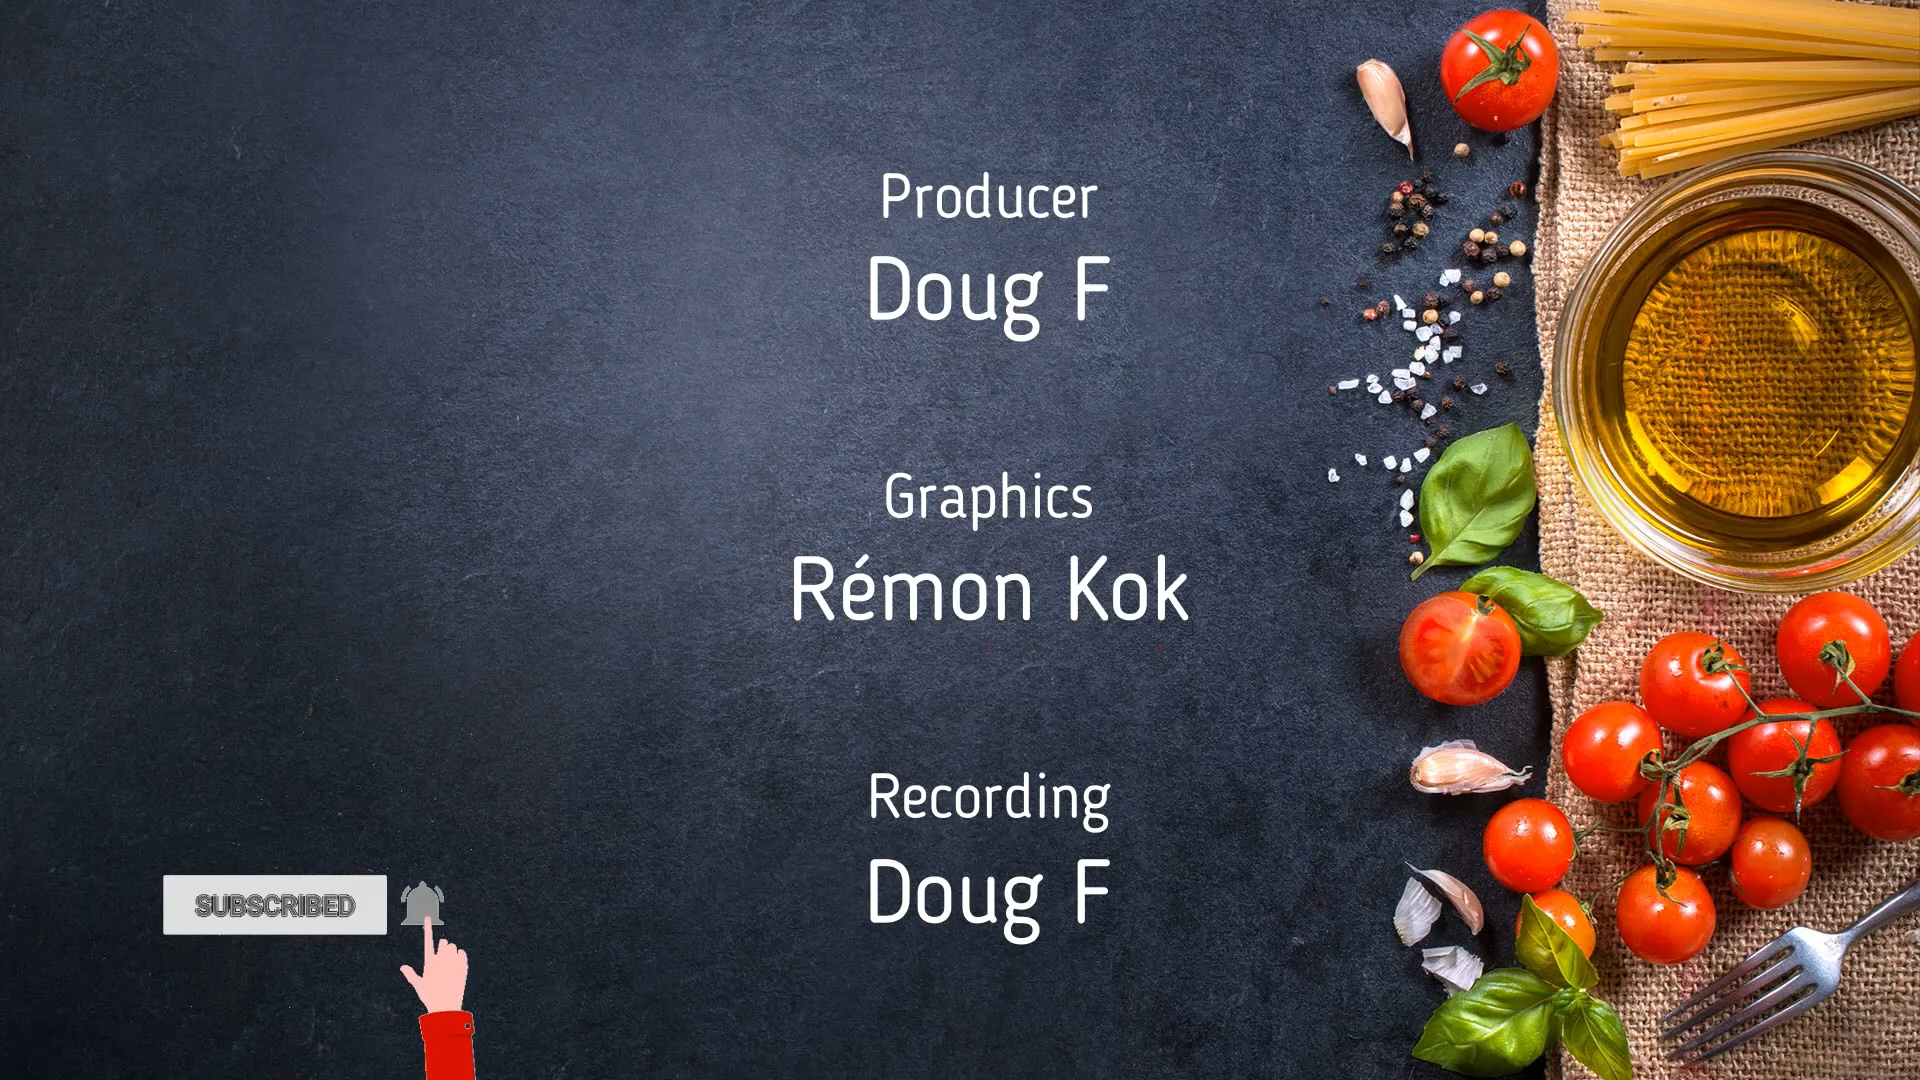 Producer
Doug F
Graphics
Rémon Kok
Recording
Doug F
SUBSCRIBED